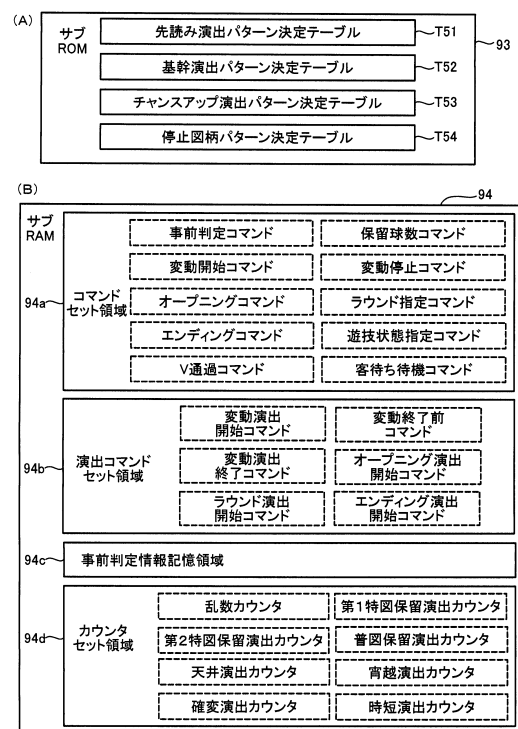 (A)
サブ
ROM
先読み演出パターン決定テーブル
T51
93
基幹演出パターン決定テーブル
T52
チャンスアップ演出パターン決定テーブル
T53
停止図柄パターン決定テーブル
T54
(B)
94
サブ
RAM
94a
コマンド
セット領域
事前判定コマンド
保留球数コマンド
変動開始コマンド
変動停止コマンド
オープニングコマンド
ラウンド指定コマンド
エンディングコマンド
遊技状態指定コマンド
V通過コマンド
客待ち待機コマンド
94b
演出コマンド
セット領域
変動演出
開始コマンド
変動終了前
コマンド
変動演出
終了コマンド
オープニング演出
開始コマンド
ラウンド演出
開始コマンド
エンディング演出
開始コマンド
94c
事前判定情報記憶領域
94d
カウンタ
セット領域
乱数カウンタ
第1特図保留演出カウンタ
第2特図保留演出カウンタ
普図保留演出カウンタ
天井演出カウンタ
宵越演出カウンタ
確変演出カウンタ
時短演出カウンタ